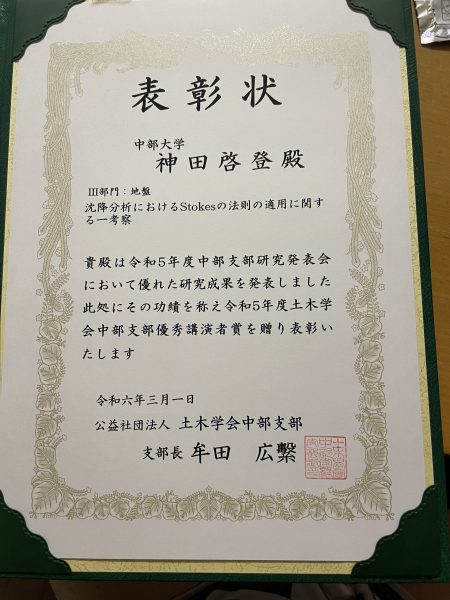 表彰状
中部大学
神田啓登殿
Ⅲ部門：地盤
沈降分析におけるStokesの法則の適用に関す
る一考察
貴殿は令和5年度中部支部研究発表会
において優れた研究成果を発表しました
此処にその功績を称え令和5年度土木学
会中部支部優秀講演者賞を贈り表彰い
たします
令和六年三月一日
公益社団法人 土木学会中部支部
支部長 牟田 広繫